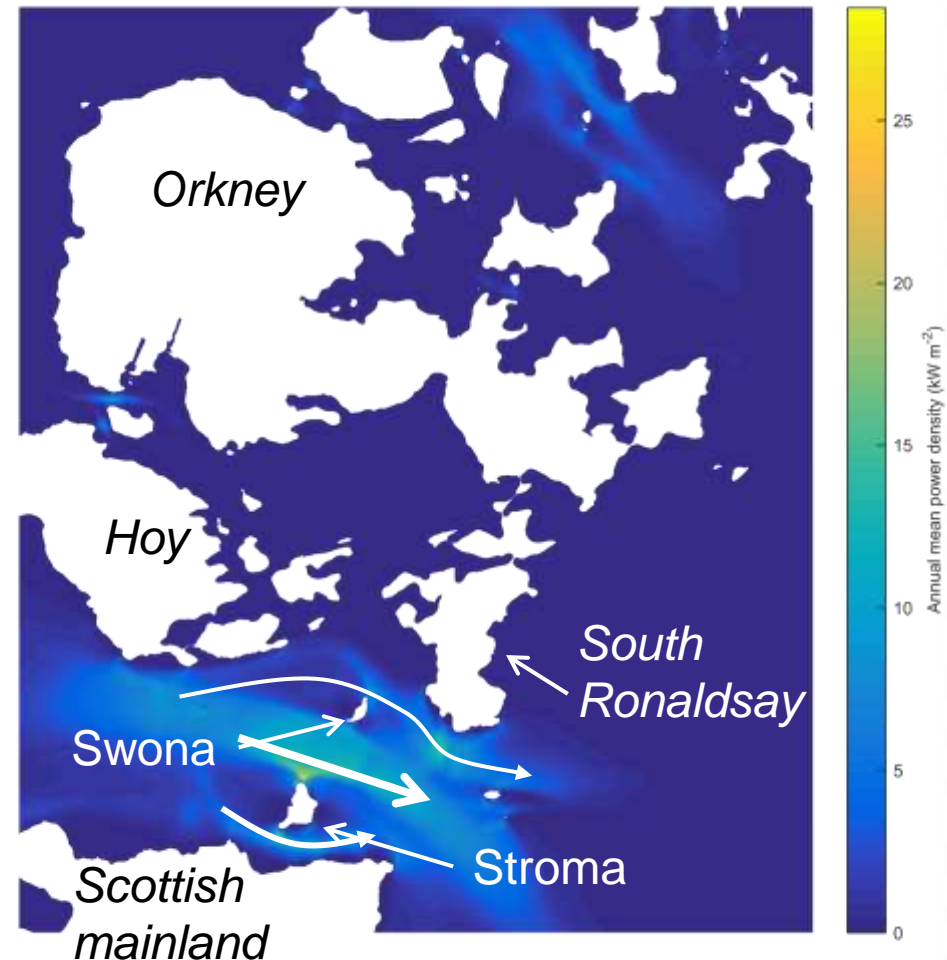 Orkney
Hoy
South
Ronaldsay
Swona
Stroma
Scottish
mainland
25
20
15
10
5
0
Annual mean power density (kW m⁻²)